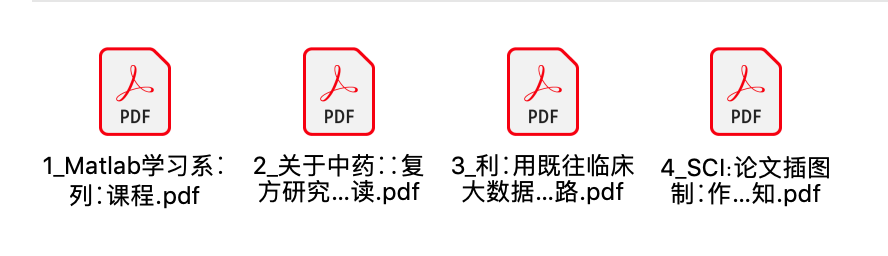 PDF
1_Matlab学习系：
列：课程.pdf
PDF
2_关于中药：：复
方研究...读.pdf
PDF
3_利：用既往临床
大数据...路.pdf
PDF
4_SCI:论文插图
制：作...知.pdf